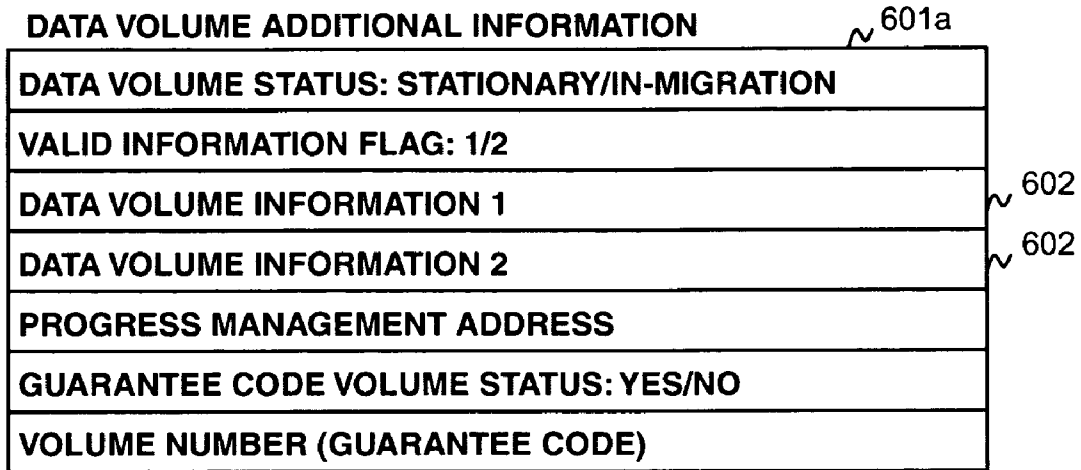 DATA VOLUME ADDITIONAL INFORMATION 601a
DATA VOLUME STATUS: STATIONARY/IN-MIGRATION
VALID INFORMATION FLAG: 1/2
DATA VOLUME INFORMATION 1 602
DATA VOLUME INFORMATION 2 602
PROGRESS MANAGEMENT ADDRESS
GUARANTEE CODE VOLUME STATUS: YES/NO
VOLUME NUMBER (GUARANTEE CODE)